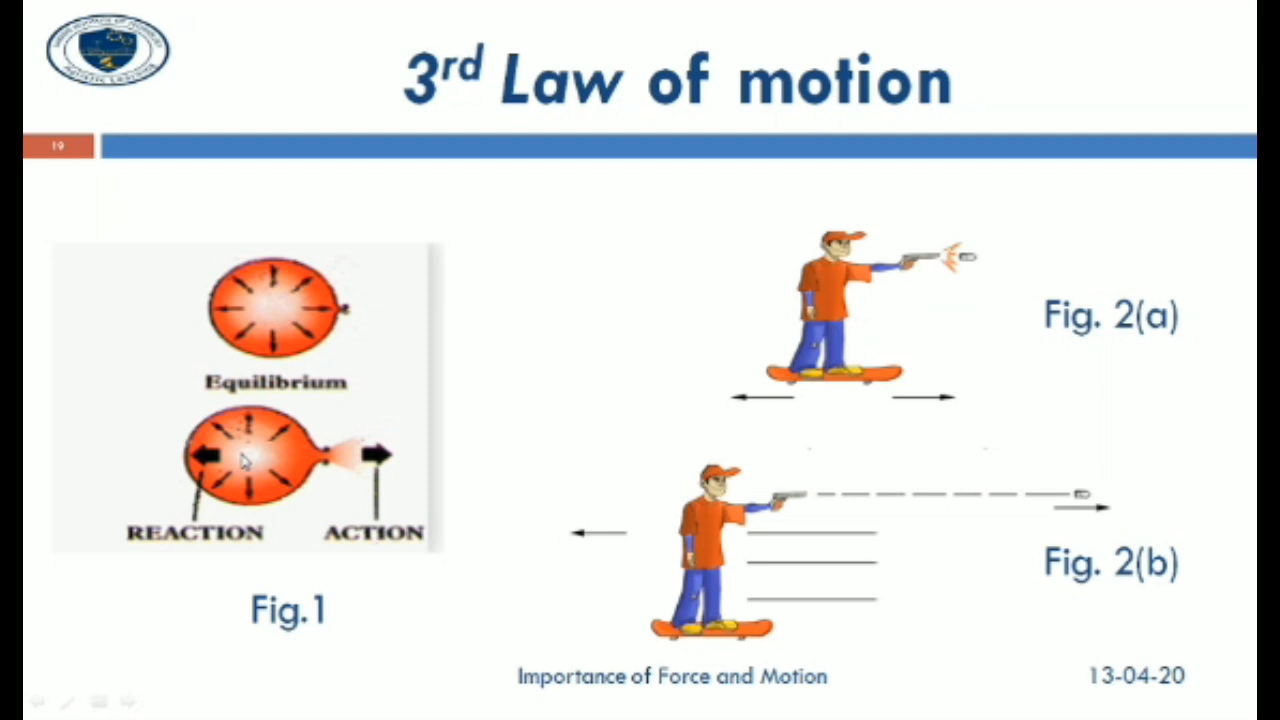 3rd Law of motion
19
Equilibrium
REACTION ACTION
Fig.1
Fig. 2(a)
Fig. 2(b)
Importance of Force and Motion
13-04-20